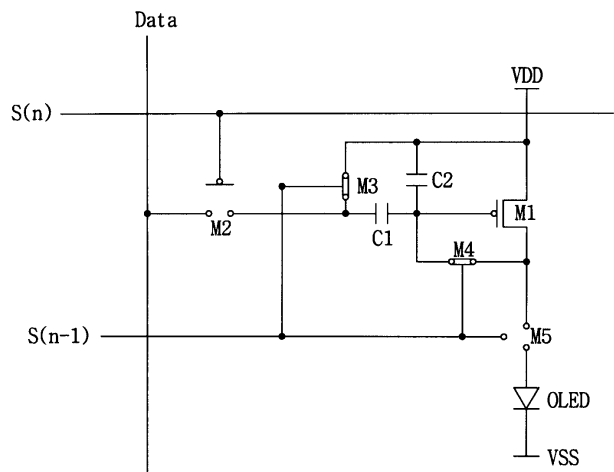 Data
VDD
S(n)
M3
C2
M1
M2
C1
M4
S(n-1)
M5
OLED
VSS